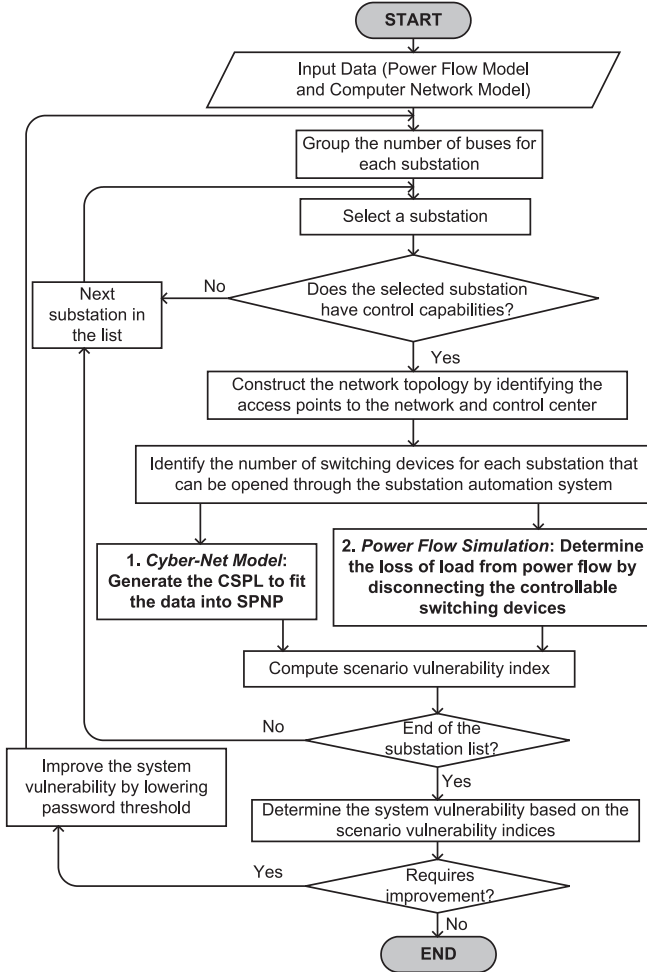 START
Input Data (Power Flow Model
and Computer Network Model)
Group the number of buses for
each substation
Select a substation
Does the selected substation
have control capabilities?
No
Next
substation in
the list
Yes
Construct the network topology by identifying the
access points to the network and control center
Identify the number of switching devices for each substation that
can be opened through the substation automation system
1. Cyber-Net Model:
Generate the CSPL to fit
the data into SPNP
2. Power Flow Simulation: Determine
the loss of load from power flow by
disconnecting the controllable
switching devices
Compute scenario vulnerability index
End of the
substation list?
No
Yes
Improve the system
vulnerability by lowering
password threshold
Determine the system vulnerability based on the
scenario vulnerability indices
Requires
improvement?
Yes
No
END